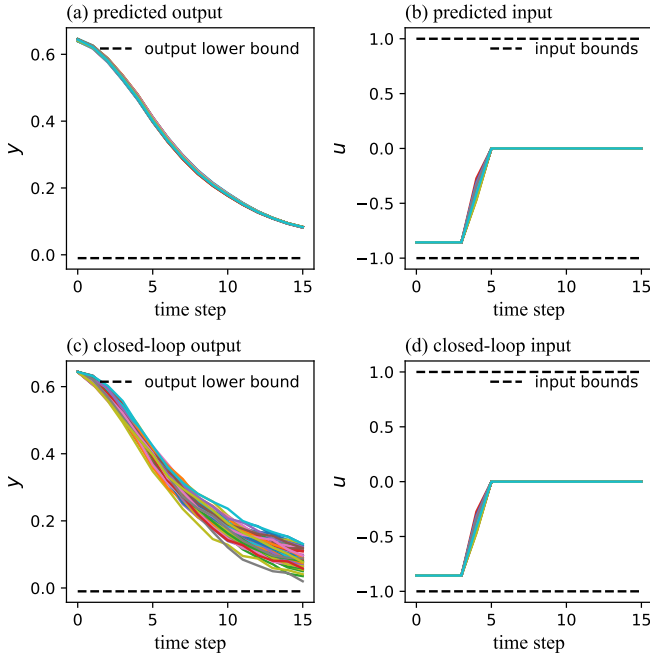 (a) predicted output
0.6
0.4
0.2
0.0
y
output lower bound
0
5
10
15
time step
(b) predicted input
1.0
0.5
0.0
−0.5
−1.0
u
input bounds
0
5
10
15
time step
(c) closed-loop output
0.6
0.4
0.2
0.0
y
output lower bound
0
5
10
15
time step
(d) closed-loop input
1.0
0.5
0.0
−0.5
−1.0
u
input bounds
0
5
10
15
time step